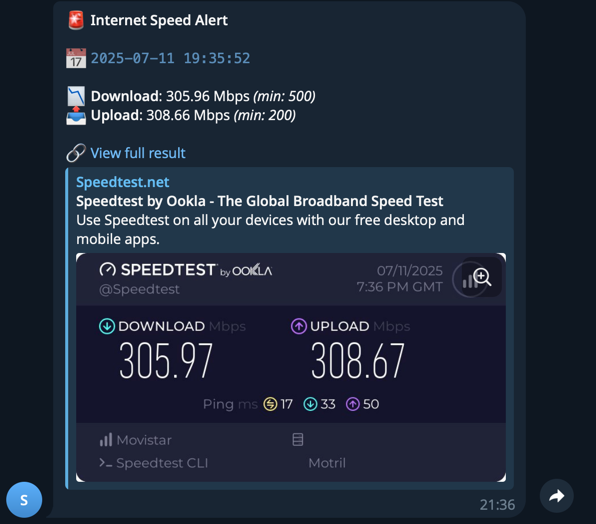 Internet Speed Alert
2025-07-11 19:35:52
Download: 305.96 Mbps (min: 500)
Upload: 308.66 Mbps (min: 200)
View full result
Speedtest.net
Speedtest by Ookla - The Global Broadband Speed Test
Use Speedtest on all your devices with our free desktop and
mobile apps.
SPEEDTEST by OOKLA
@Speedtest
07/11/2025
7:36 PM GMT
DOWNLOAD Mbps
305.97
UPLOAD Mbps
308.67
Ping ms 17 33 50
Movistar
Speedtest CLI
Motril
S
21:36